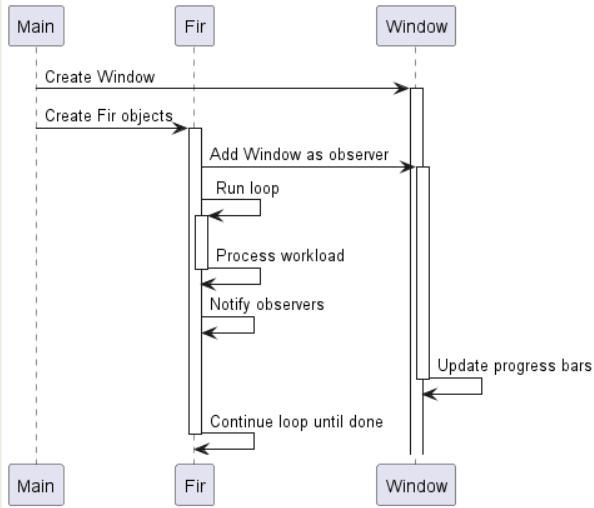 Main
Fir
Window
Create Window
Create Fir objects
Add Window as observer
Run loop
Process workload
Notify observers
Update progress bars
Continue loop until done
Main
Fir
Window